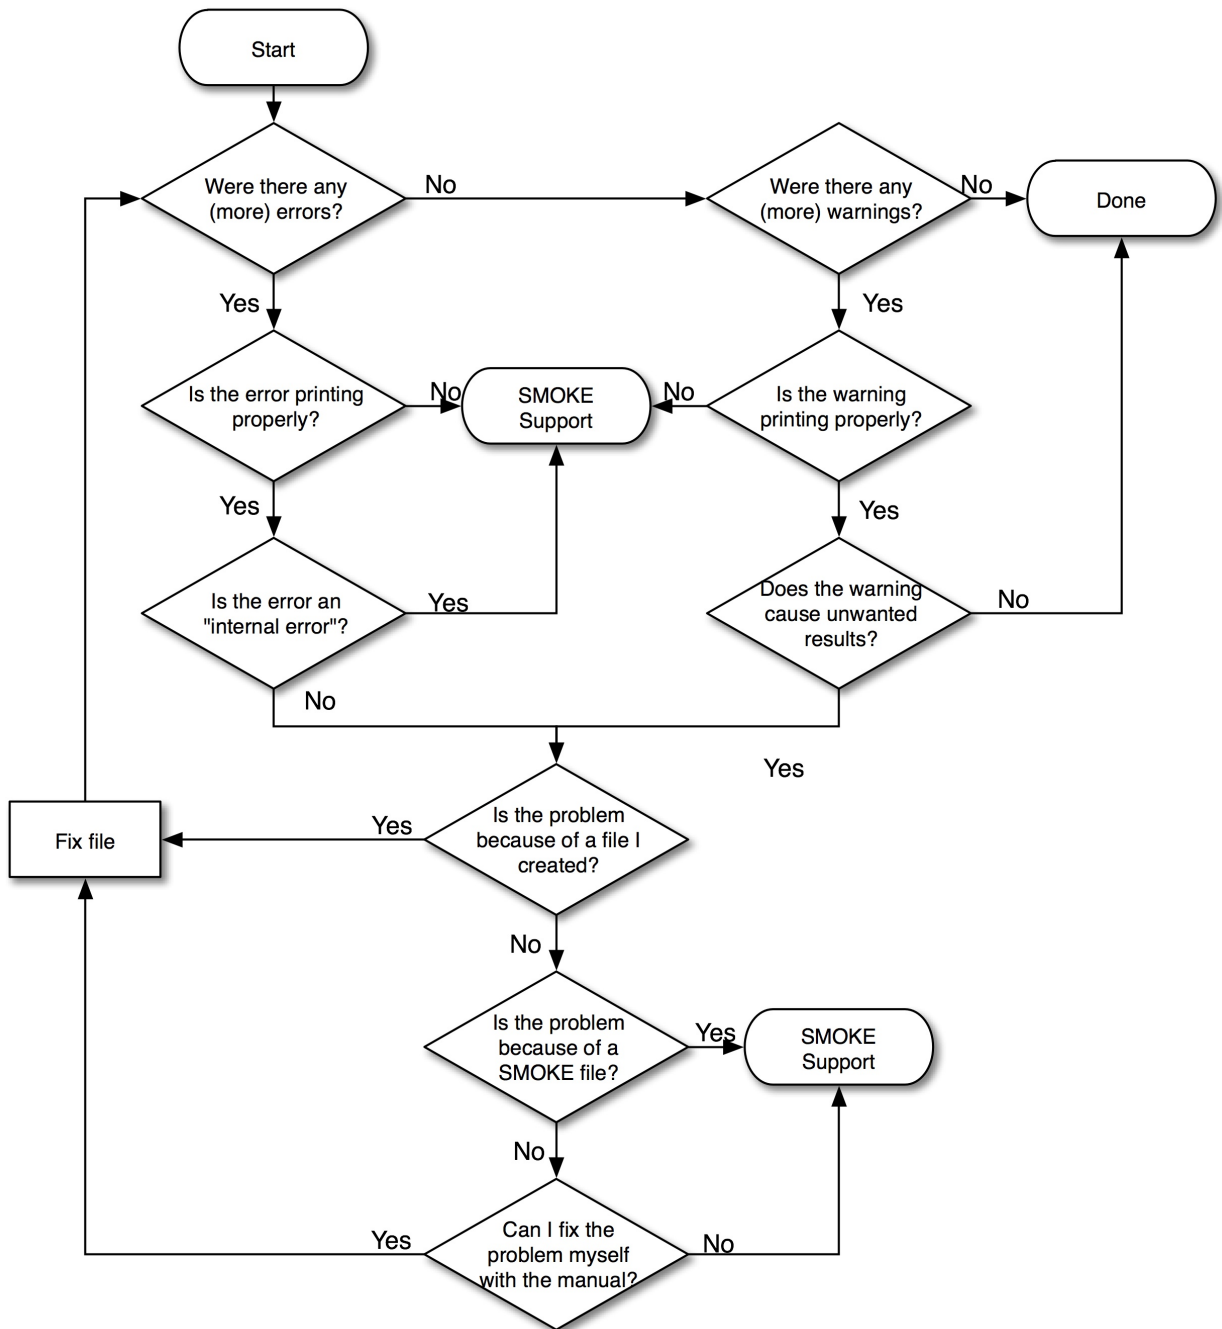 Start
Were there any
(more) errors?
No
Were there any
(more) warnings?
No
Done
Yes
Yes
Is the error printing
properly?
No
SMOKE
Support
No
Is the warning
printing properly?
Yes
Yes
Is the error an
"internal error"?
Yes
Does the warning
cause unwanted
results?
No
No
Yes
Fix file
Yes
Is the problem
because of a file I
created?
No
Is the problem
because of a
SMOKE file?
Yes
SMOKE
Support
No
Yes
Can I fix the
problem myself
with the manual?
No